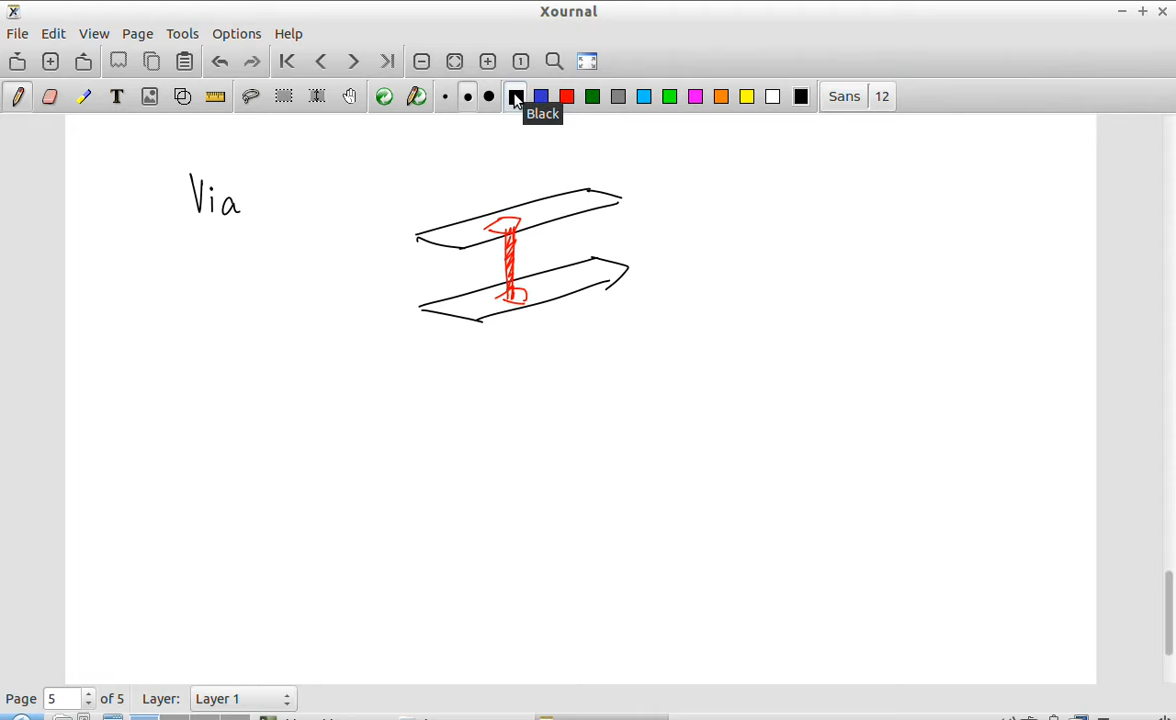 Xournal
File Edit View Page Tools Options Help
Sans 12
Black
Via
Page 5 of 5 Layer: Layer 1